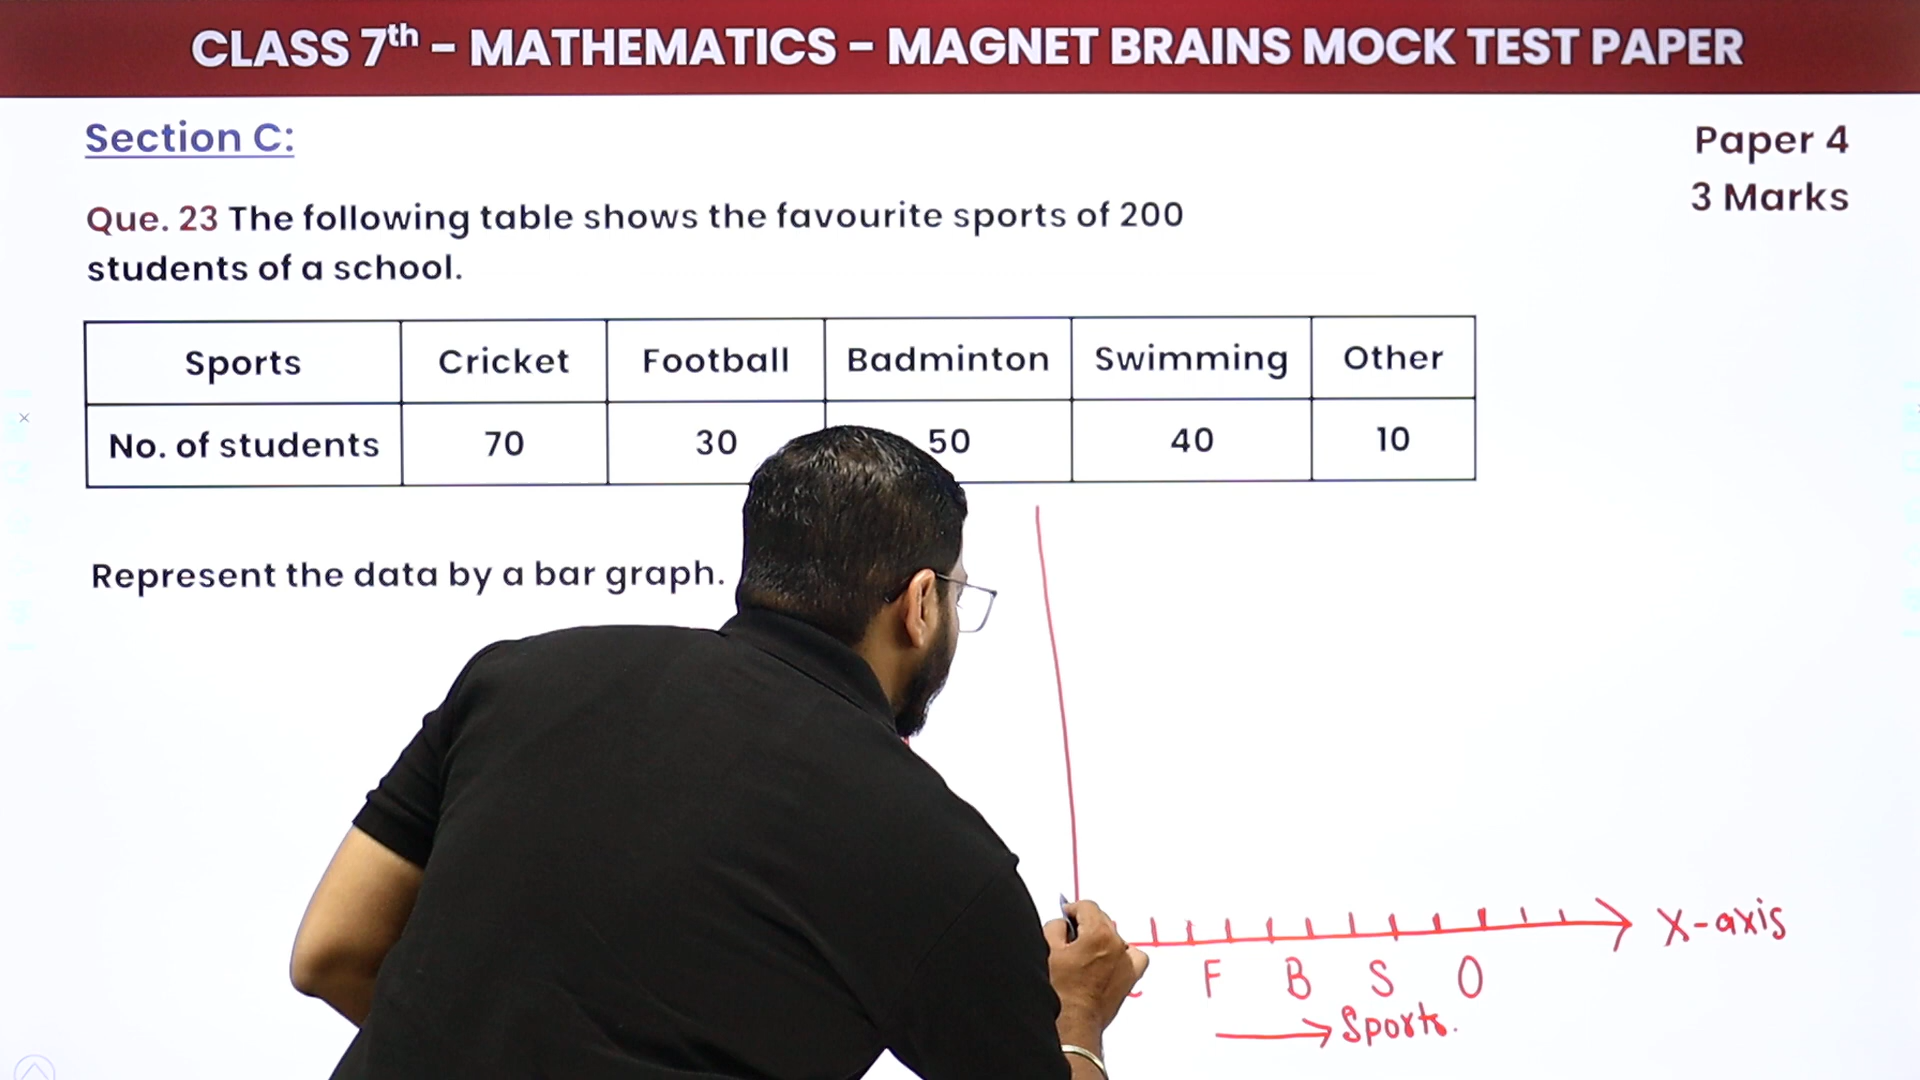 CLASS 7th – MATHEMATICS – MAGNET BRAINS MOCK TEST PAPER
Section C:
Paper 4
3 Marks
Que. 23 The following table shows the favourite sports of 200
students of a school.
Sports Cricket Football Badminton Swimming Other
No. of students 70 30 50 40 10
Represent the data by a bar graph.
X-axis
F B S O
Sports.